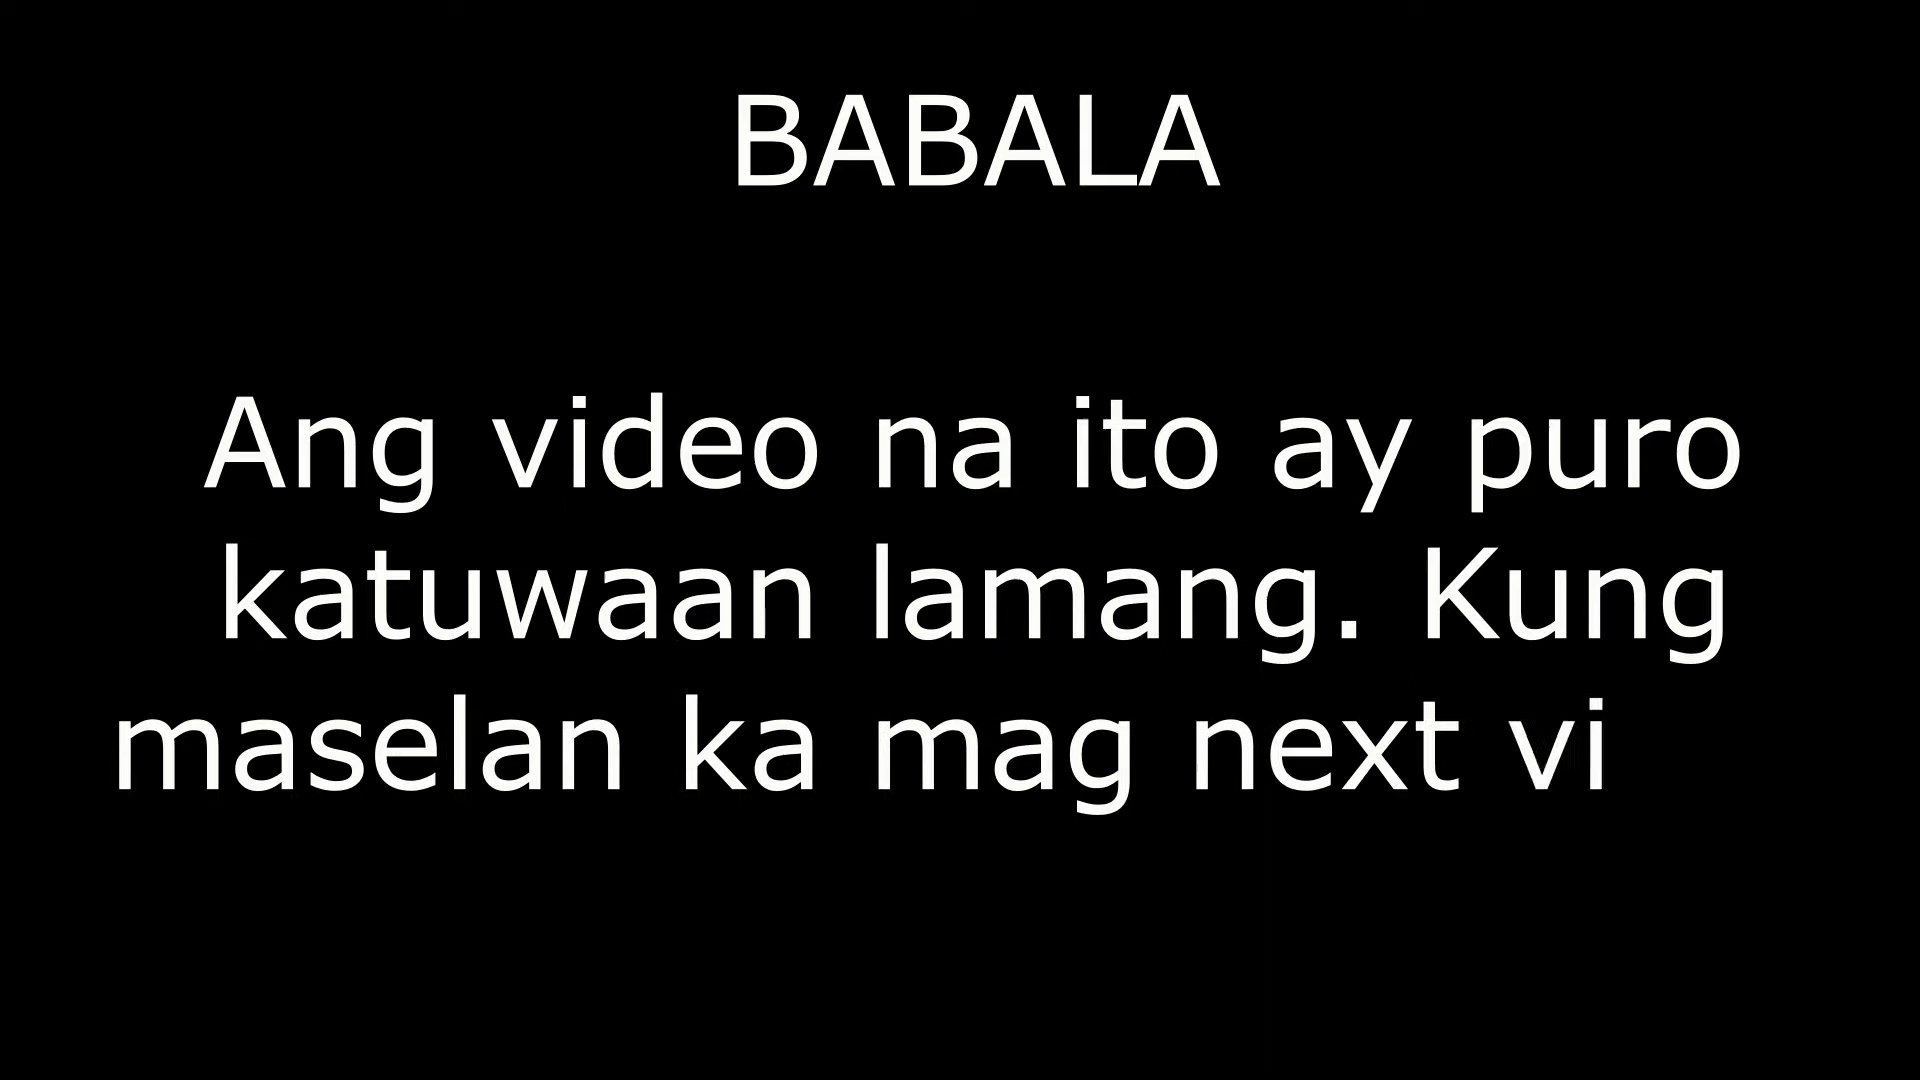 BABALA
Ang video na ito ay puro
katuwaan lamang. Kung
maselan ka mag next vi